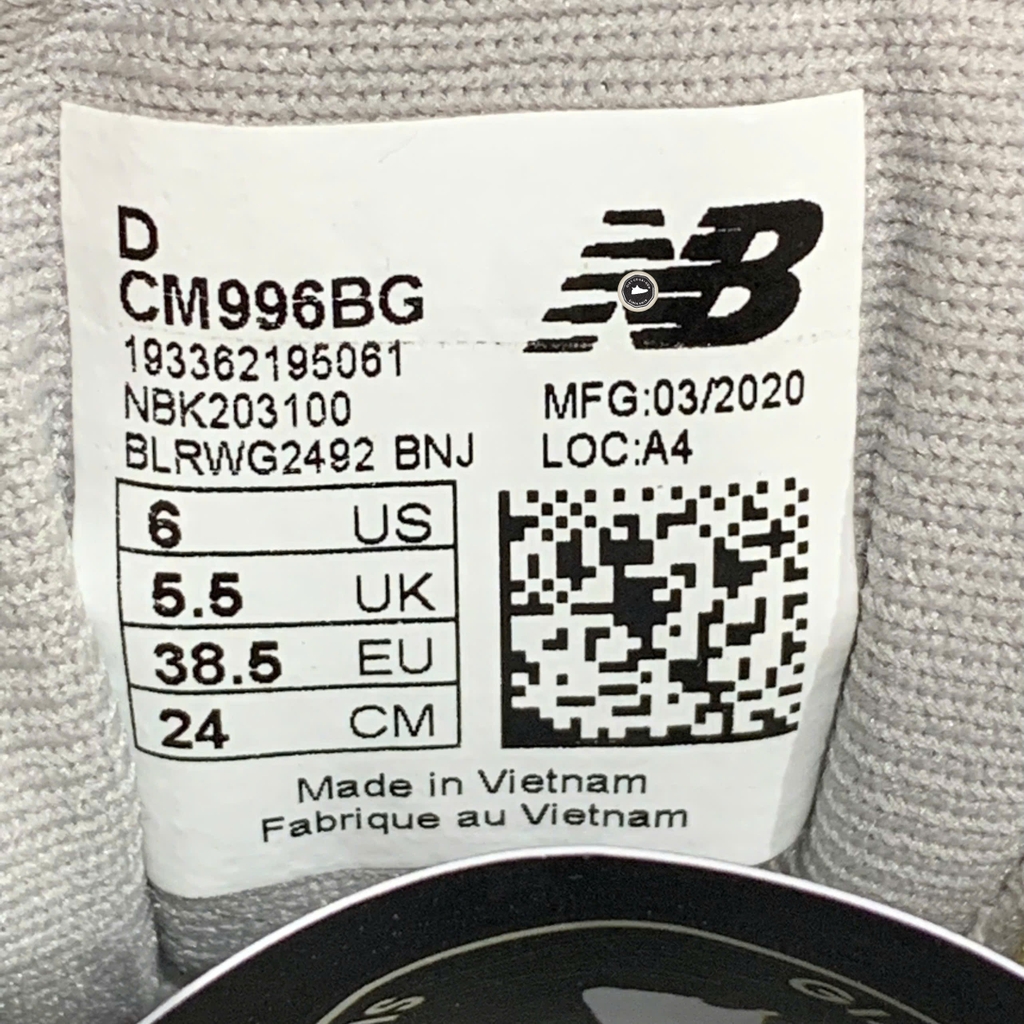 D
CM996BG
193362195061
NBK203100
BLRWG2492 BNJ
NB
MFG:03/2020
LOC:A4
6 US
5.5 UK
38.5 EU
24 CM
Made in Vietnam
Fabrique au Vietnam